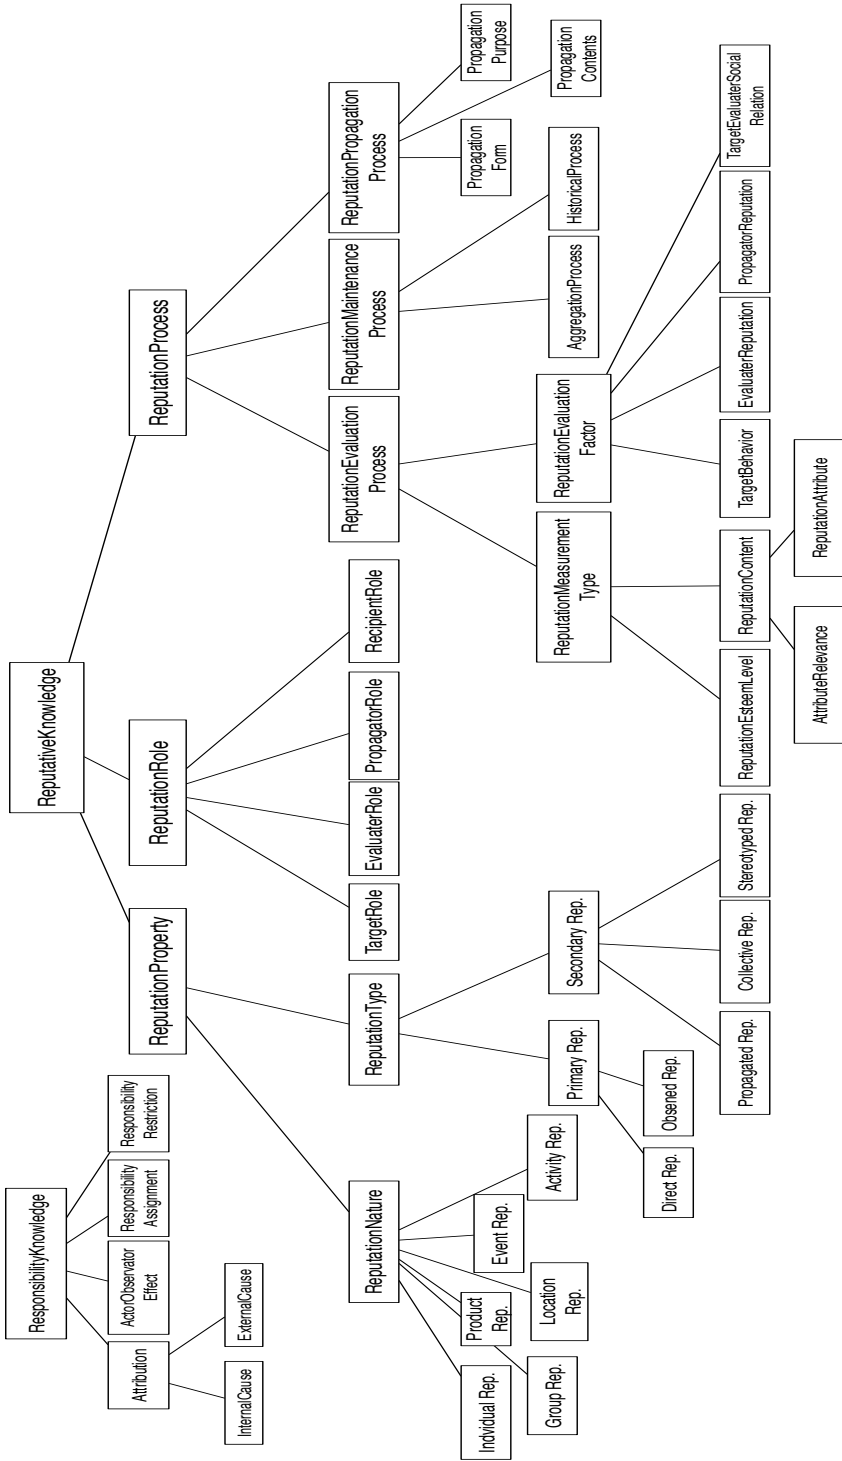 ResponsibilityKnowledge
Attribution
ActorObservator
Effect
Responsibility
Assignment
Responsibility
Restriction
InternalCause
ExternalCause
ReputativeKnowledge
ReputationProperty
ReputationRole
ReputationProcess
ReputationNature
ReputationType
TargetRole
EvaluaterRole
PropagatorRole
RecipientRole
ReputationEvaluation
Process
ReputationMaintenance
Process
ReputationPropagation
Process
Indvidual Rep.
Product
Rep.
Event Rep.
Group Rep.
Location
Rep.
Activity Rep.
Primary Rep.
Secondary Rep.
Direct Rep.
Obsened Rep.
Propagated Rep.
Collective Rep.
Stereotyped Rep.
ReputationMeasurement
Type
ReputationEvaluation
Factor
AggregationProcess
HistoricalProcess
Propagation
Form
Propagation
Purpose
Propagation
Contents
ReputationEsteemLevel
ReputationContent
TargetBehavior
EvaluaterReputation
PropagatorReputation
TargetEvaluaterSocial
Relation
AttributeRelevance
ReputationAttribute